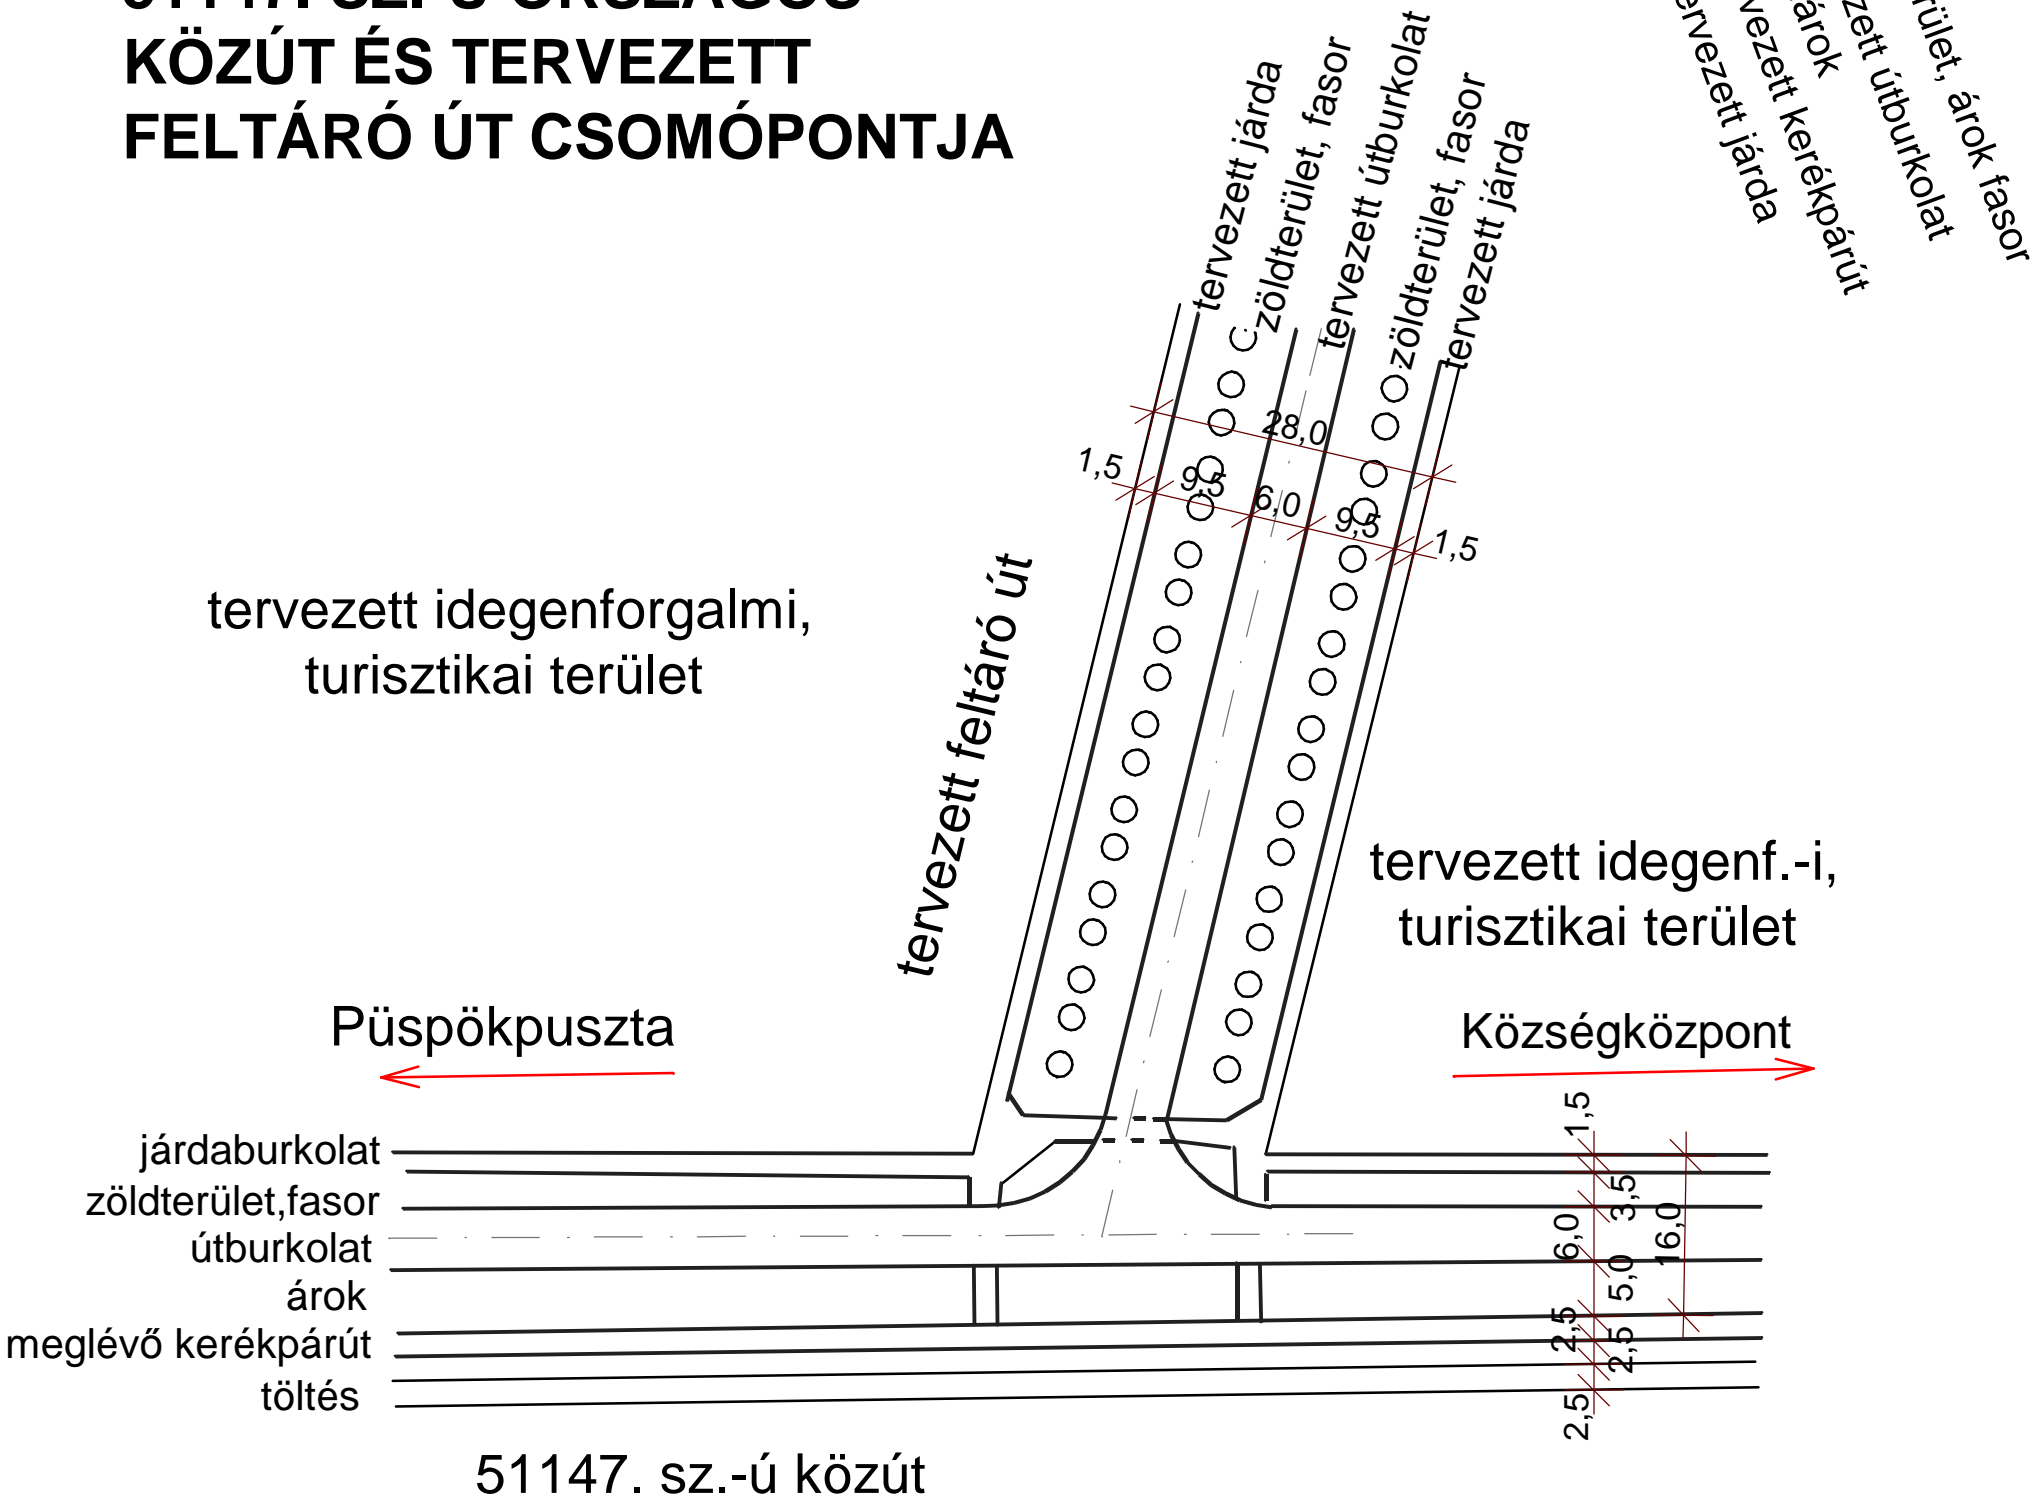 KÖZÚT ÉS TERVEZETT
FELTÁRÓ ÚT CSOMÓPONTJA
tervezett járda
zöldterület, fasor
tervezett útburkolat
zöldterület, fasor
tervezett járda
járda
kerékpárút
árok
útburkolat
árok fasor
28,0
1,5
9,5
6,0
9,5
1,5
tervezett idegenforgalmi,
turisztikai terület
tervezett feltáró út
tervezett idegenf.-i,
turisztikai terület
Püspökpuszta
Községközpont
járdaburkolat
zöldterület,fasor
útburkolat
árok
meglévő kerékpárút
töltés
1,5
3,5
6,0
16,0
5,0
2,5
2,5
2,5
51147. sz.-ú közút